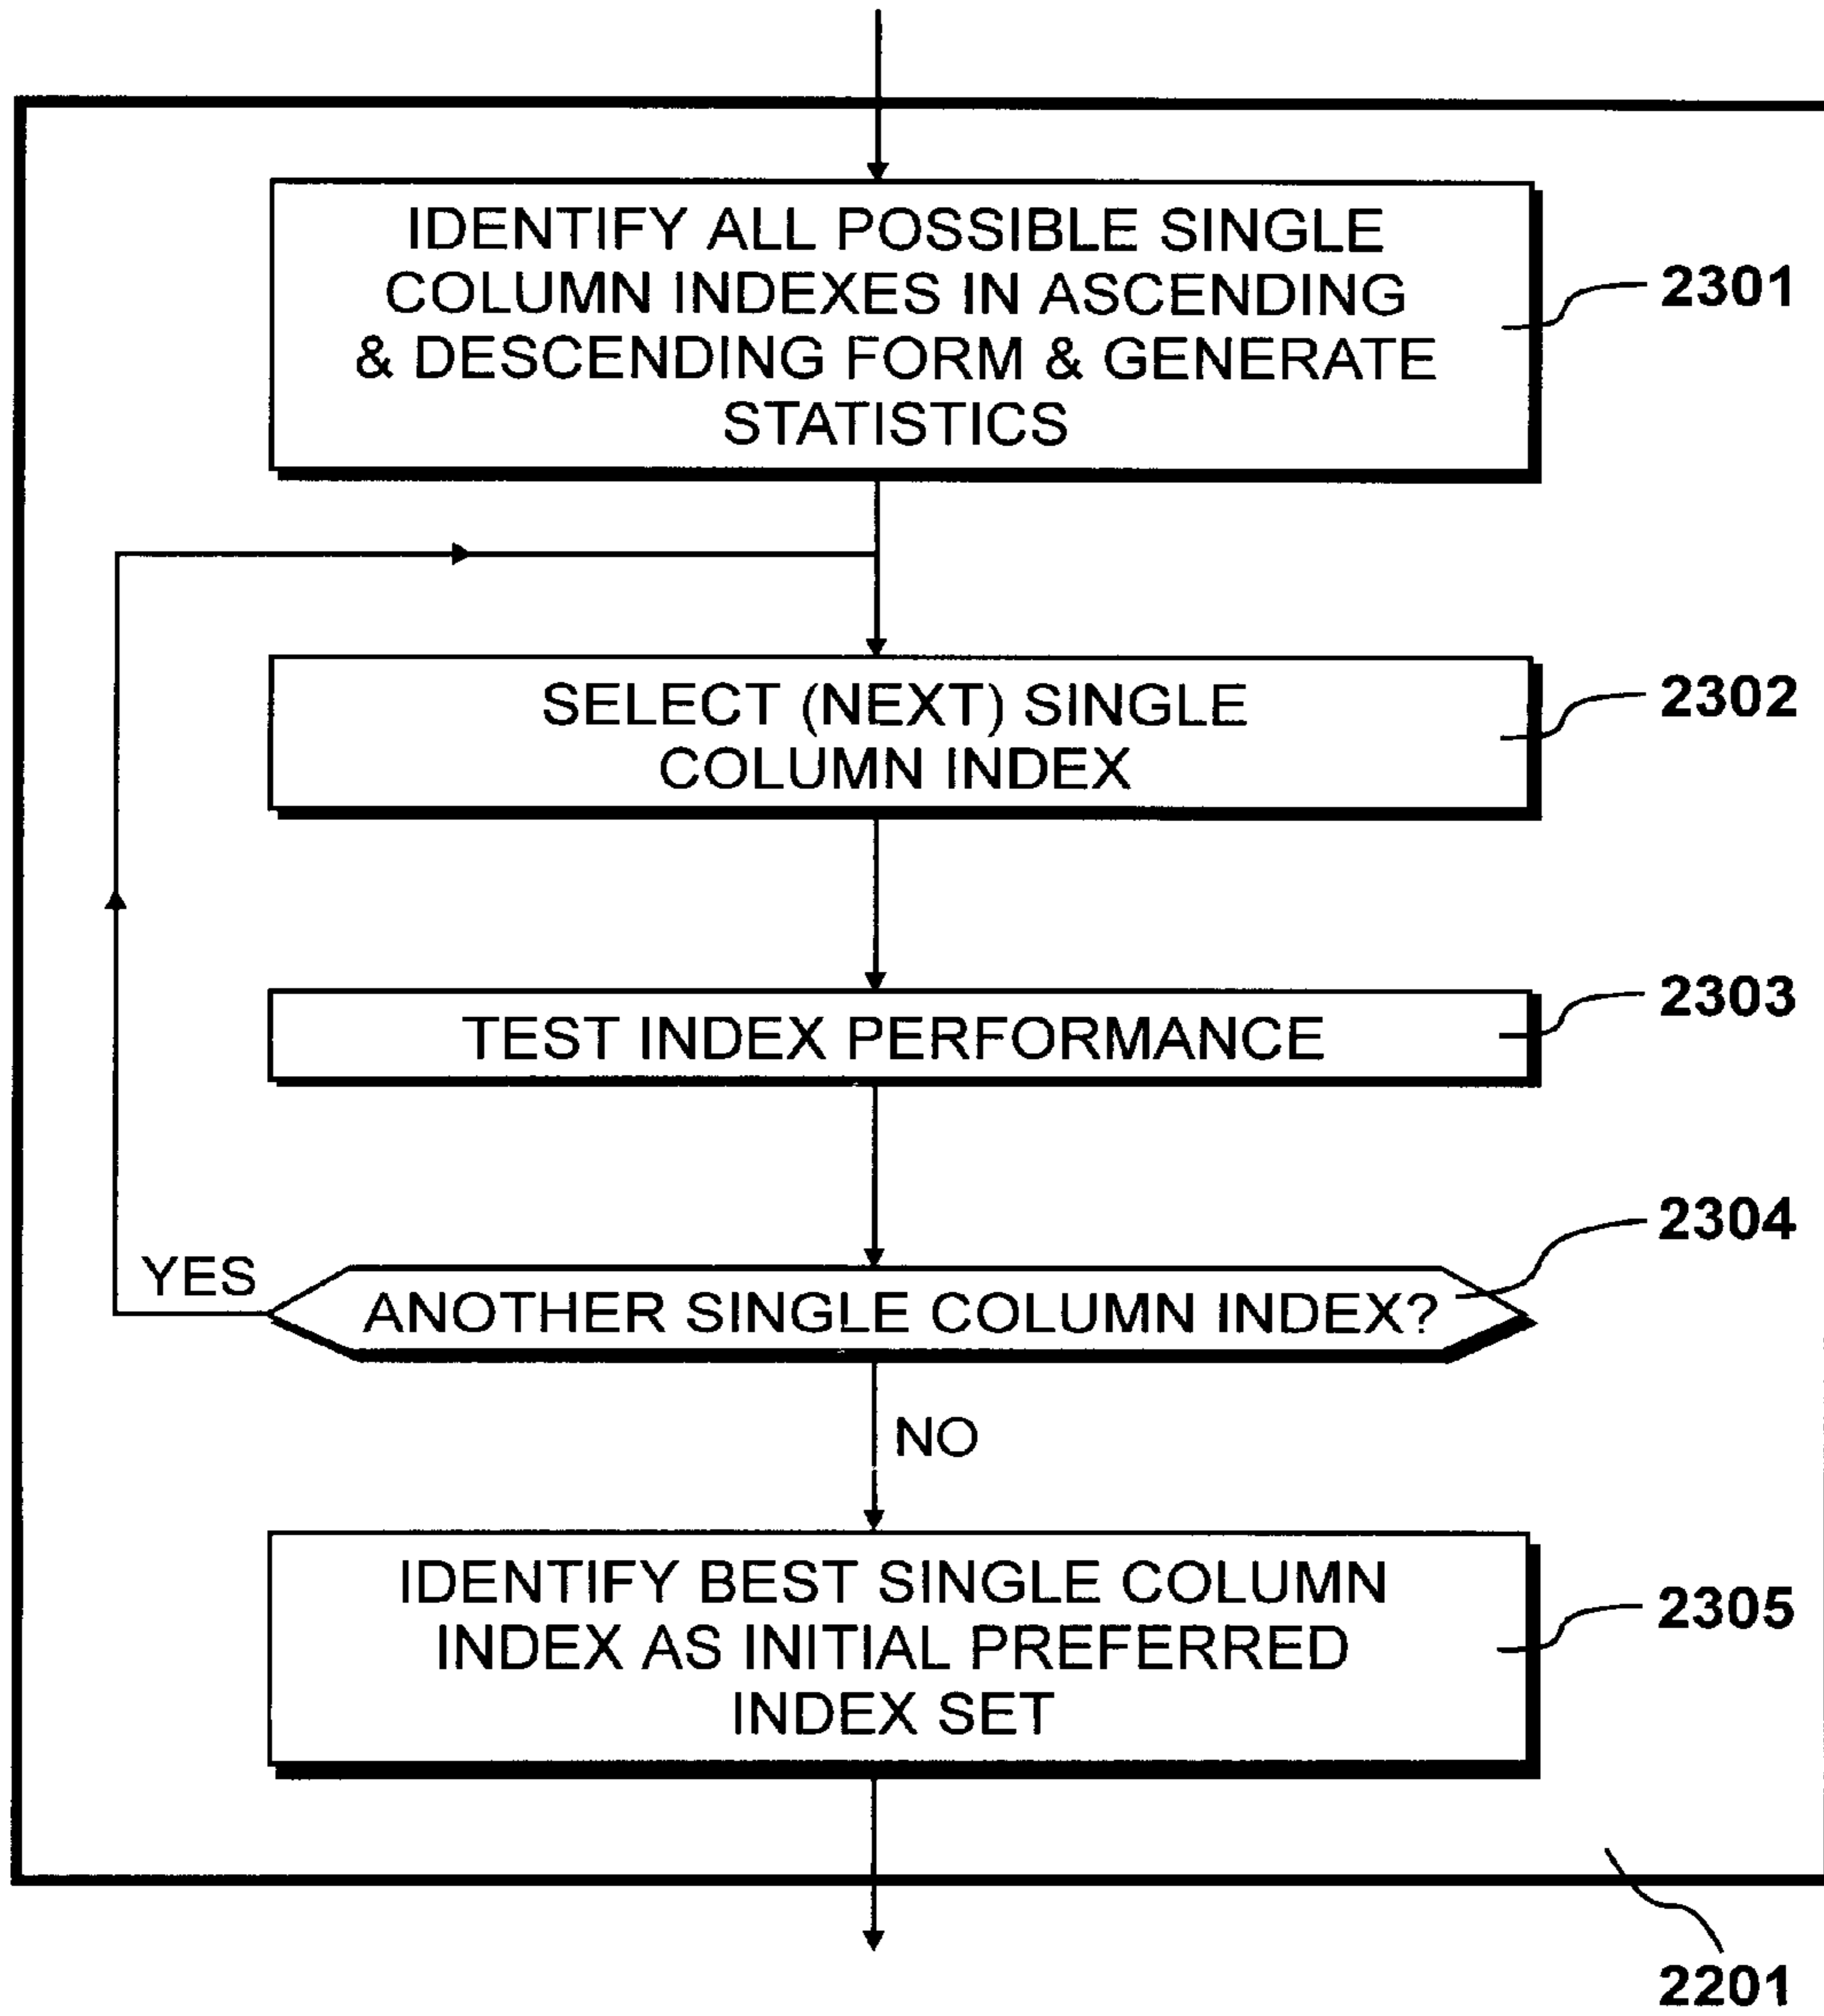 IDENTIFY ALL POSSIBLE SINGLE
COLUMN INDEXES IN ASCENDING
& DESCENDING FORM & GENERATE
STATISTICS
2301
SELECT (NEXT) SINGLE
COLUMN INDEX
2302
TEST INDEX PERFORMANCE
2303
2304
YES
ANOTHER SINGLE COLUMN INDEX?
NO
IDENTIFY BEST SINGLE COLUMN
INDEX AS INITIAL PREFERRED
INDEX SET
2305
2201